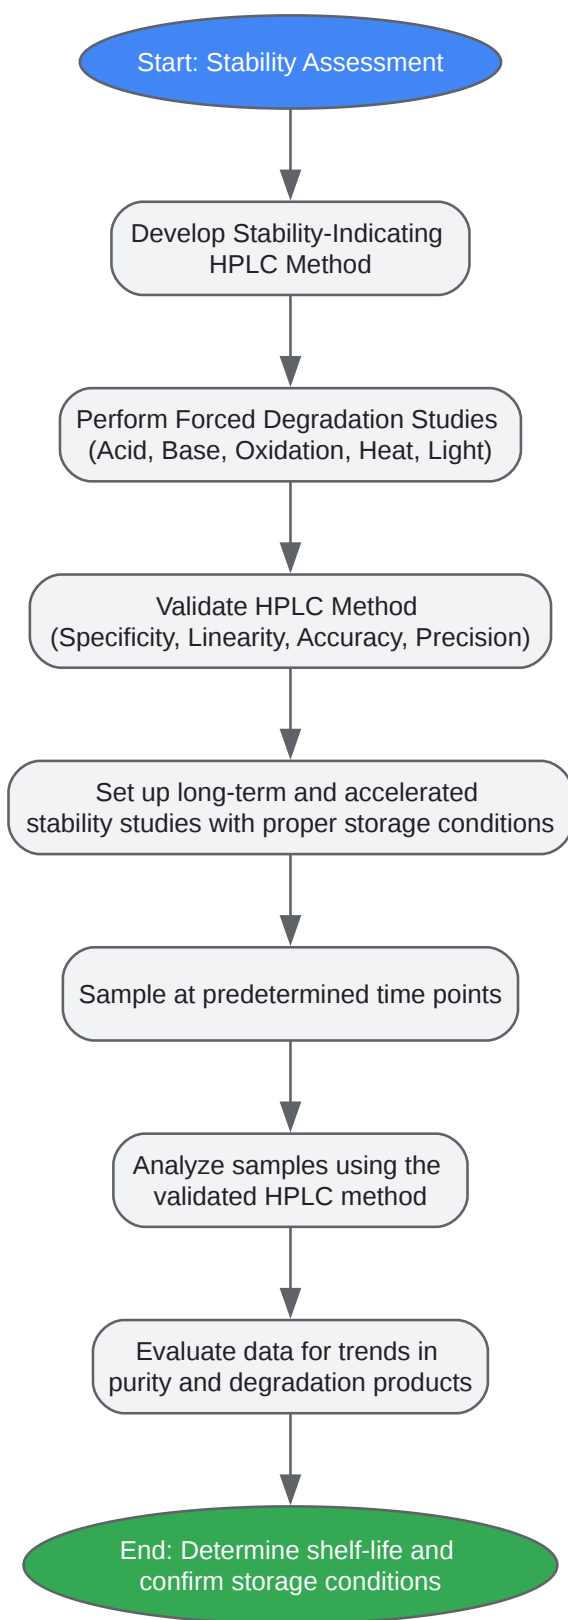 Start: Stability Assessment
Develop Stability-Indicating
HPLC Method
Perform Forced Degradation Studies
(Acid, Base, Oxidation, Heat, Light)
Validate HPLC Method
(Specificity, Linearity, Accuracy, Precision)
Set up long-term and accelerated
stability studies with proper storage conditions
Sample at predetermined time points
Analyze samples using the
validated HPLC method
Evaluate data for trends in
purity and degradation products
End: Determine shelf-life and
confirm storage conditions